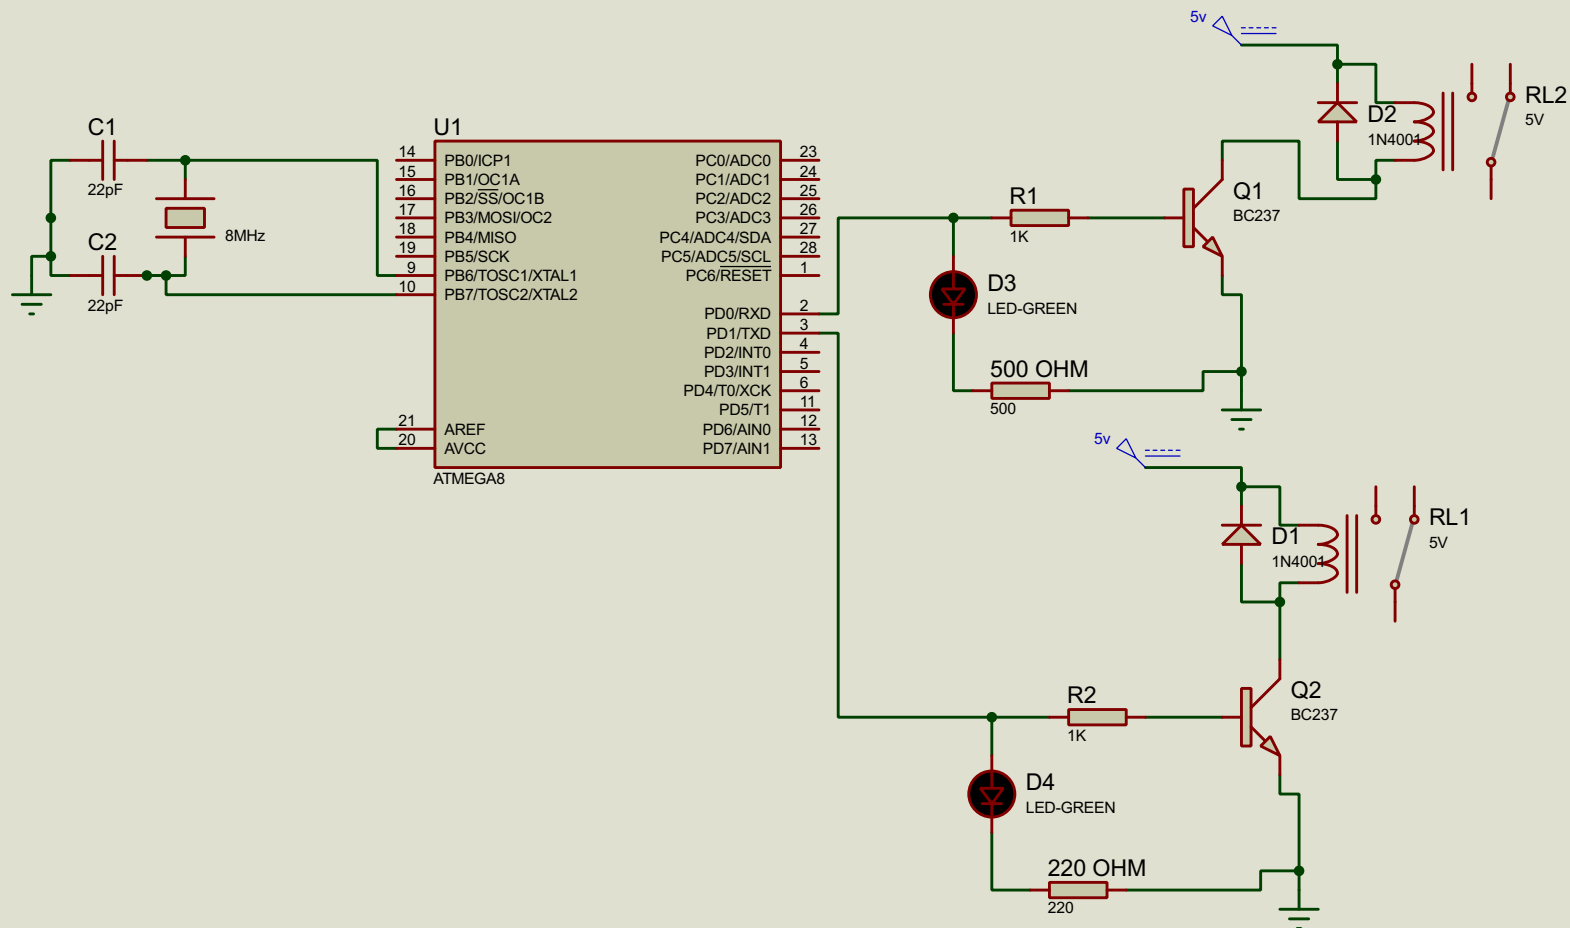 5v
C1
22pF
C2
22pF
8MHz
U1
14
15
16
17
18
19
9
10
21
20
PB0/ICP1
PB1/OC1A
PB2/SS/OC1B
PB3/MOSI/OC2
PB4/MISO
PB5/SCK
PB6/TOSC1/XTAL1
PB7/TOSC2/XTAL2
AREF
AVCC
PC0/ADC0
PC1/ADC1
PC2/ADC2
PC3/ADC3
PC4/ADC4/SDA
PC5/ADC5/SCL
PC6/RESET
PD0/RXD
PD1/TXD
PD2/INT0
PD3/INT1
PD4/T0/XCK
PD5/T1
PD6/AIN0
PD7/AIN1
23
24
25
26
27
28
1
2
3
4
5
6
11
12
13
ATMEGA8
R1
1K
Q1
BC237
D2
1N4001
RL2
5V
D3
LED-GREEN
500 OHM
500
5v
D1
1N4001
RL1
5V
R2
1K
Q2
BC237
D4
LED-GREEN
220 OHM
220